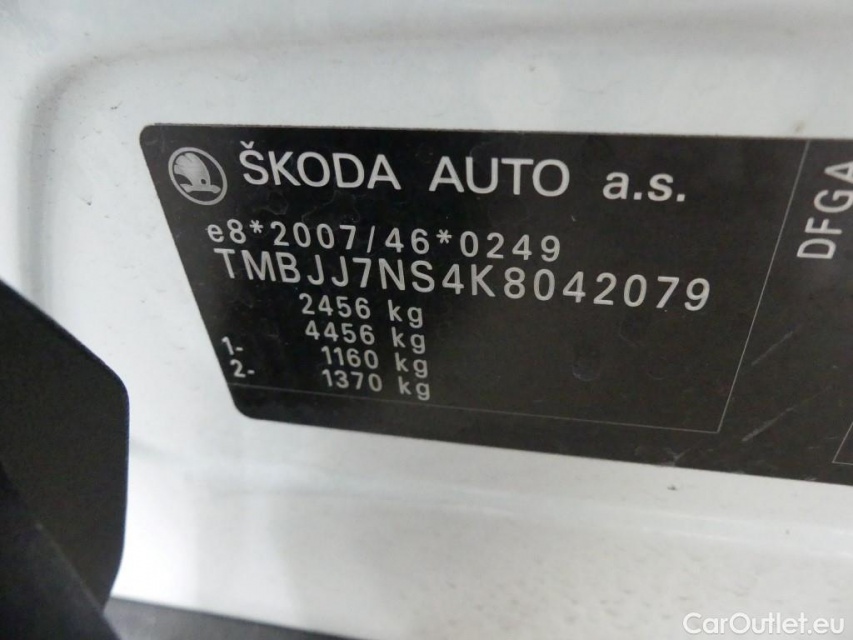 ŠKODA AUTO a.s.
e8*2007/46*0249
TMBJJ7NS4K8042079
2456 kg
4456 kg
1- 1160 kg
2- 1370 kg
DFGA
CarOutlet.eu